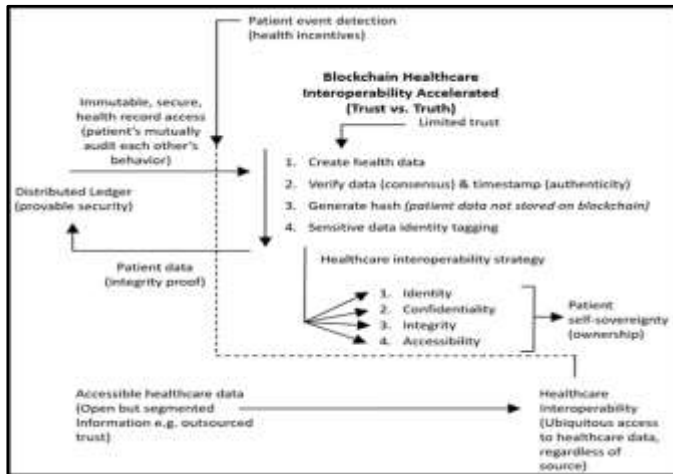 Patient event detection
(health incentives)
Blockchain Healthcare
Interoperability Accelerated
(Trust vs. Truth)
Limited trust
Immutable, secure,
health record access
(patient's mutually
audit each other's
behavior)
1. Create health data
2. Verify data (consensus) & timestamp (authenticity)
3. Generate hash (patient data not stored on blockchain)
4. Sensitive data identity tagging
Distributed Ledger
(provable security)
Patient data
(integrity proof)
Healthcare interoperability strategy
1. Identity
2. Confidentiality
3. Integrity
4. Accessibility
Patient
self-sovereignty
(ownership)
Accessible healthcare data
(Open but segmented
Information e.g. outsourced
trust)
Healthcare
Interoperability
(Ubiquitous access
to healthcare data,
regardless of
source)